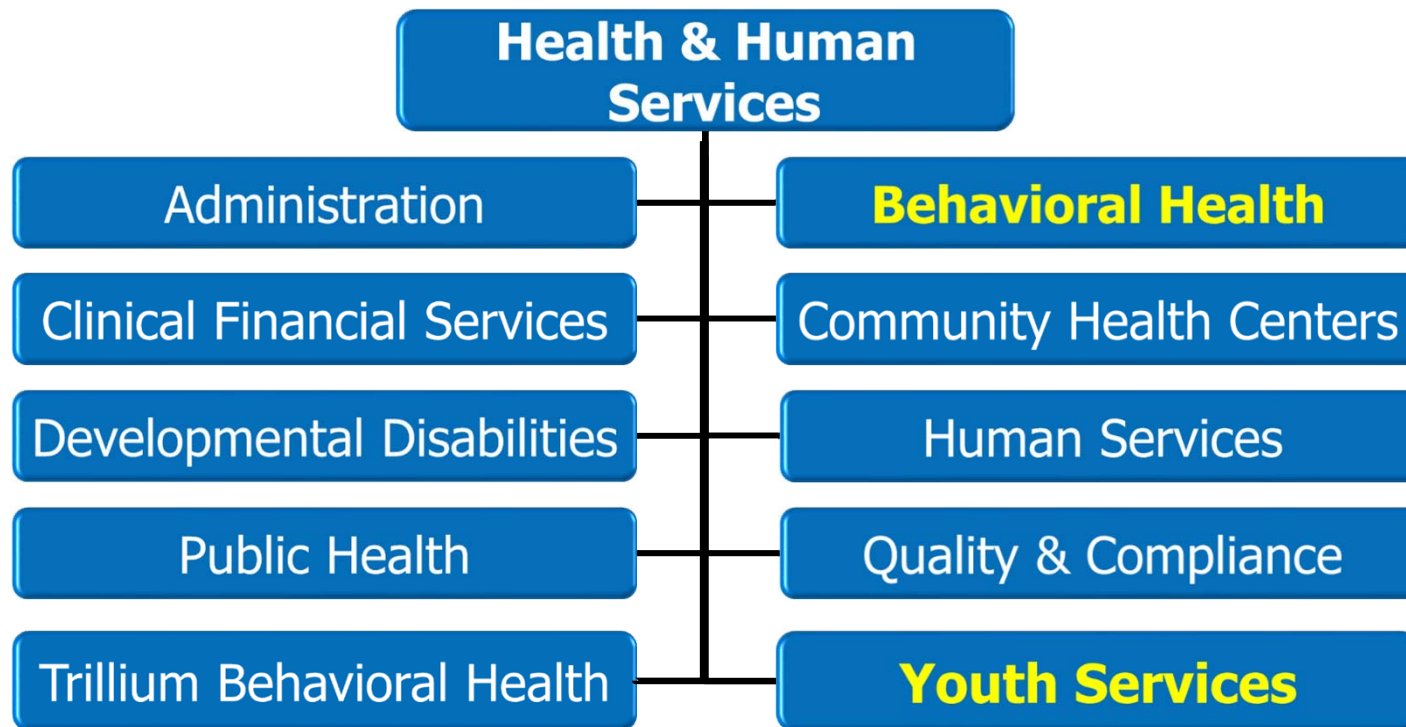 Health & Human
Services
Administration
Behavioral Health
Clinical Financial Services
Community Health Centers
Developmental Disabilities
Human Services
Public Health
Quality & Compliance
Trillium Behavioral Health
Youth Services